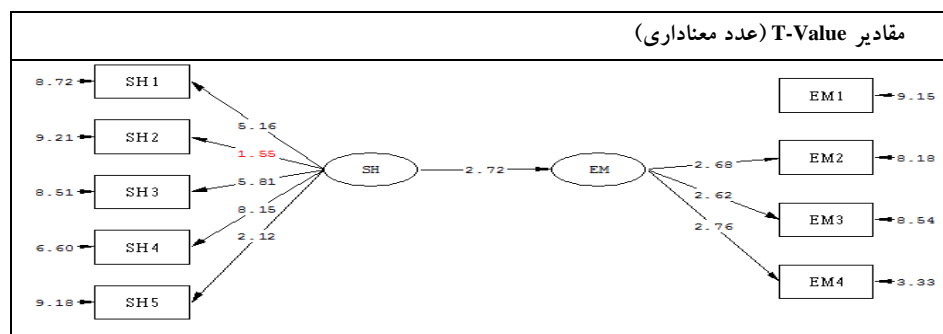 مقادیر T-Value (عدد معناداری)
8.72 SH1 EM1 9.15
5.16
9.21 SH2 1.55 EM2 8.18
2.68
SH 2.72 EM
8.51 SH3 5.81 2.62 EM3 8.54
8.15 2.76
2.12
6.60 SH4 EM4 3.33
9.18 SH5